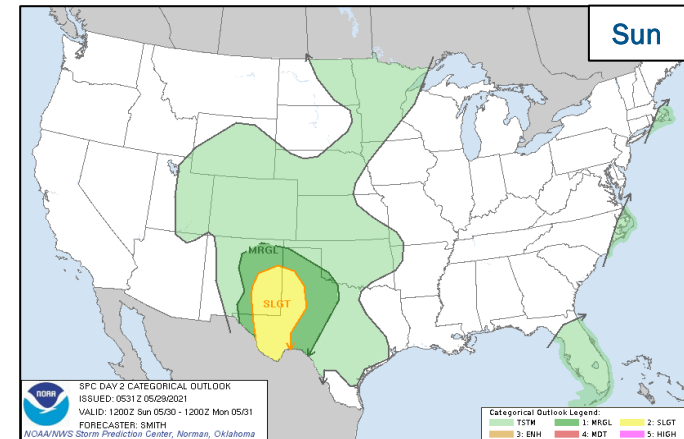 Sun
MRGL
SLGT
NOAA
SPC DAY 2 CATEGORICAL OUTLOOK
ISSUED: 0531Z 05/29/2021
VALID: 1200Z Sun 05/30 - 1200Z Mon 05/31
FORECASTER: SMITH
NOAA/NWS Storm Prediction Center, Norman, Oklahoma
Categorical Outlook Legend:
TSTM 1: MRGL 2: SLGT
3: ENH 4: MDT 5: HIGH